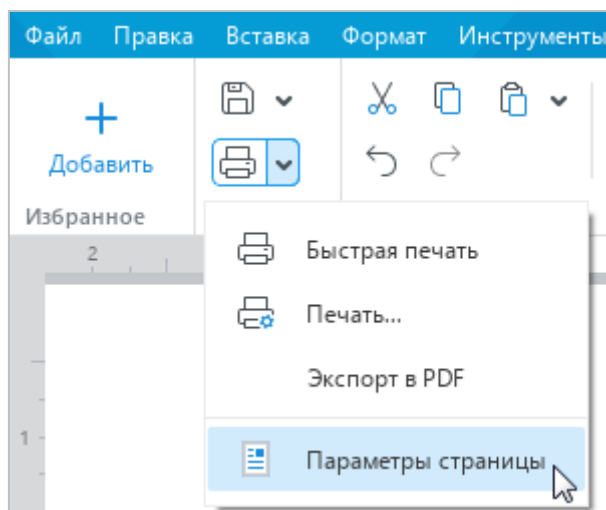 Файл Правка Вставка Формат Инструменты
Добавить
Избранное
2
Быстрая печать
Печать...
Экспорт в PDF
1
Параметры страницы